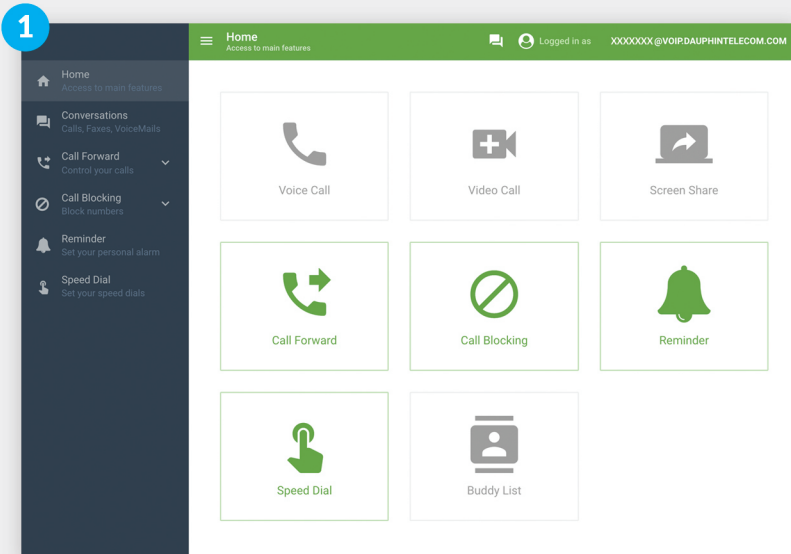 1
Home
Access to main features
Logged in as XXXXXXX@VOIP.DAUPHINTELECOM.COM
Home
Access to main features
Conversations
Calls, Faxes, VoiceMails
Call Forward
Control your calls
Call Blocking
Block numbers
Reminder
Set your personal alarm
Speed Dial
Set your speed dials
Voice Call
Video Call
Screen Share
Call Forward
Call Blocking
Reminder
Speed Dial
Buddy List